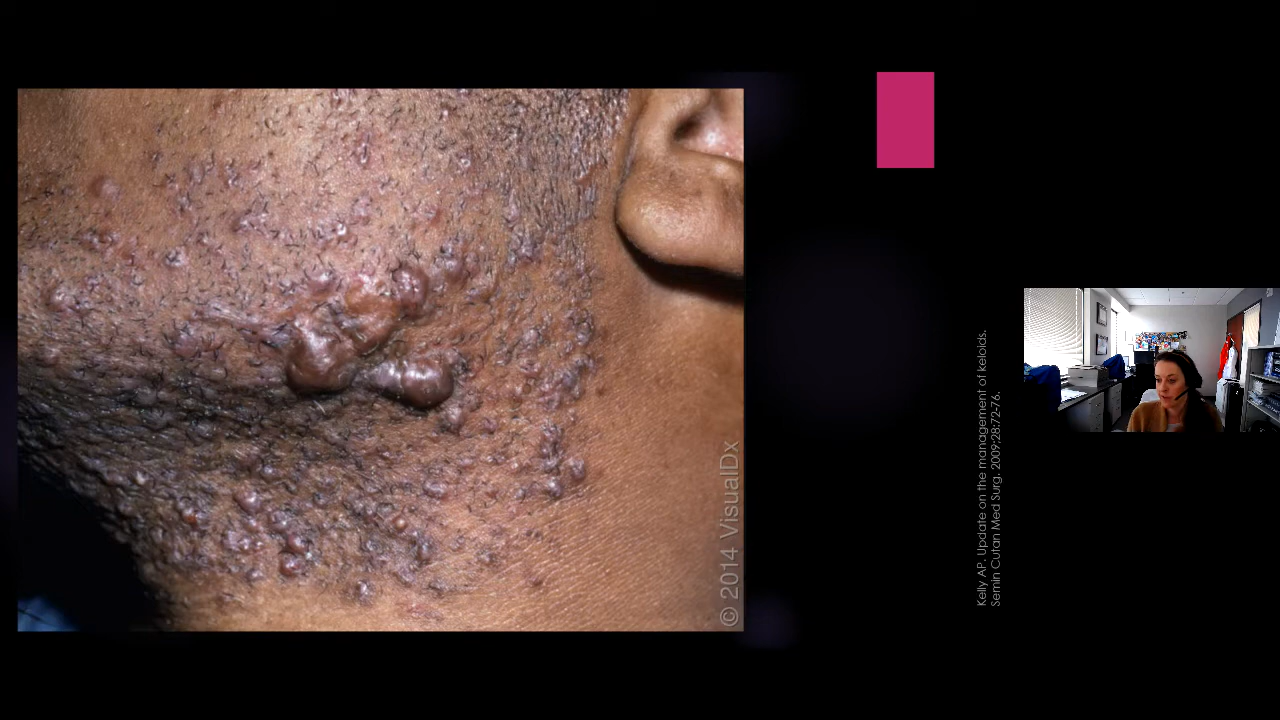 © 2014 VisualDx
Kelly AP. Update on the management of keloids.
Semin Cutan Med Surg. 2009;28:72-76.